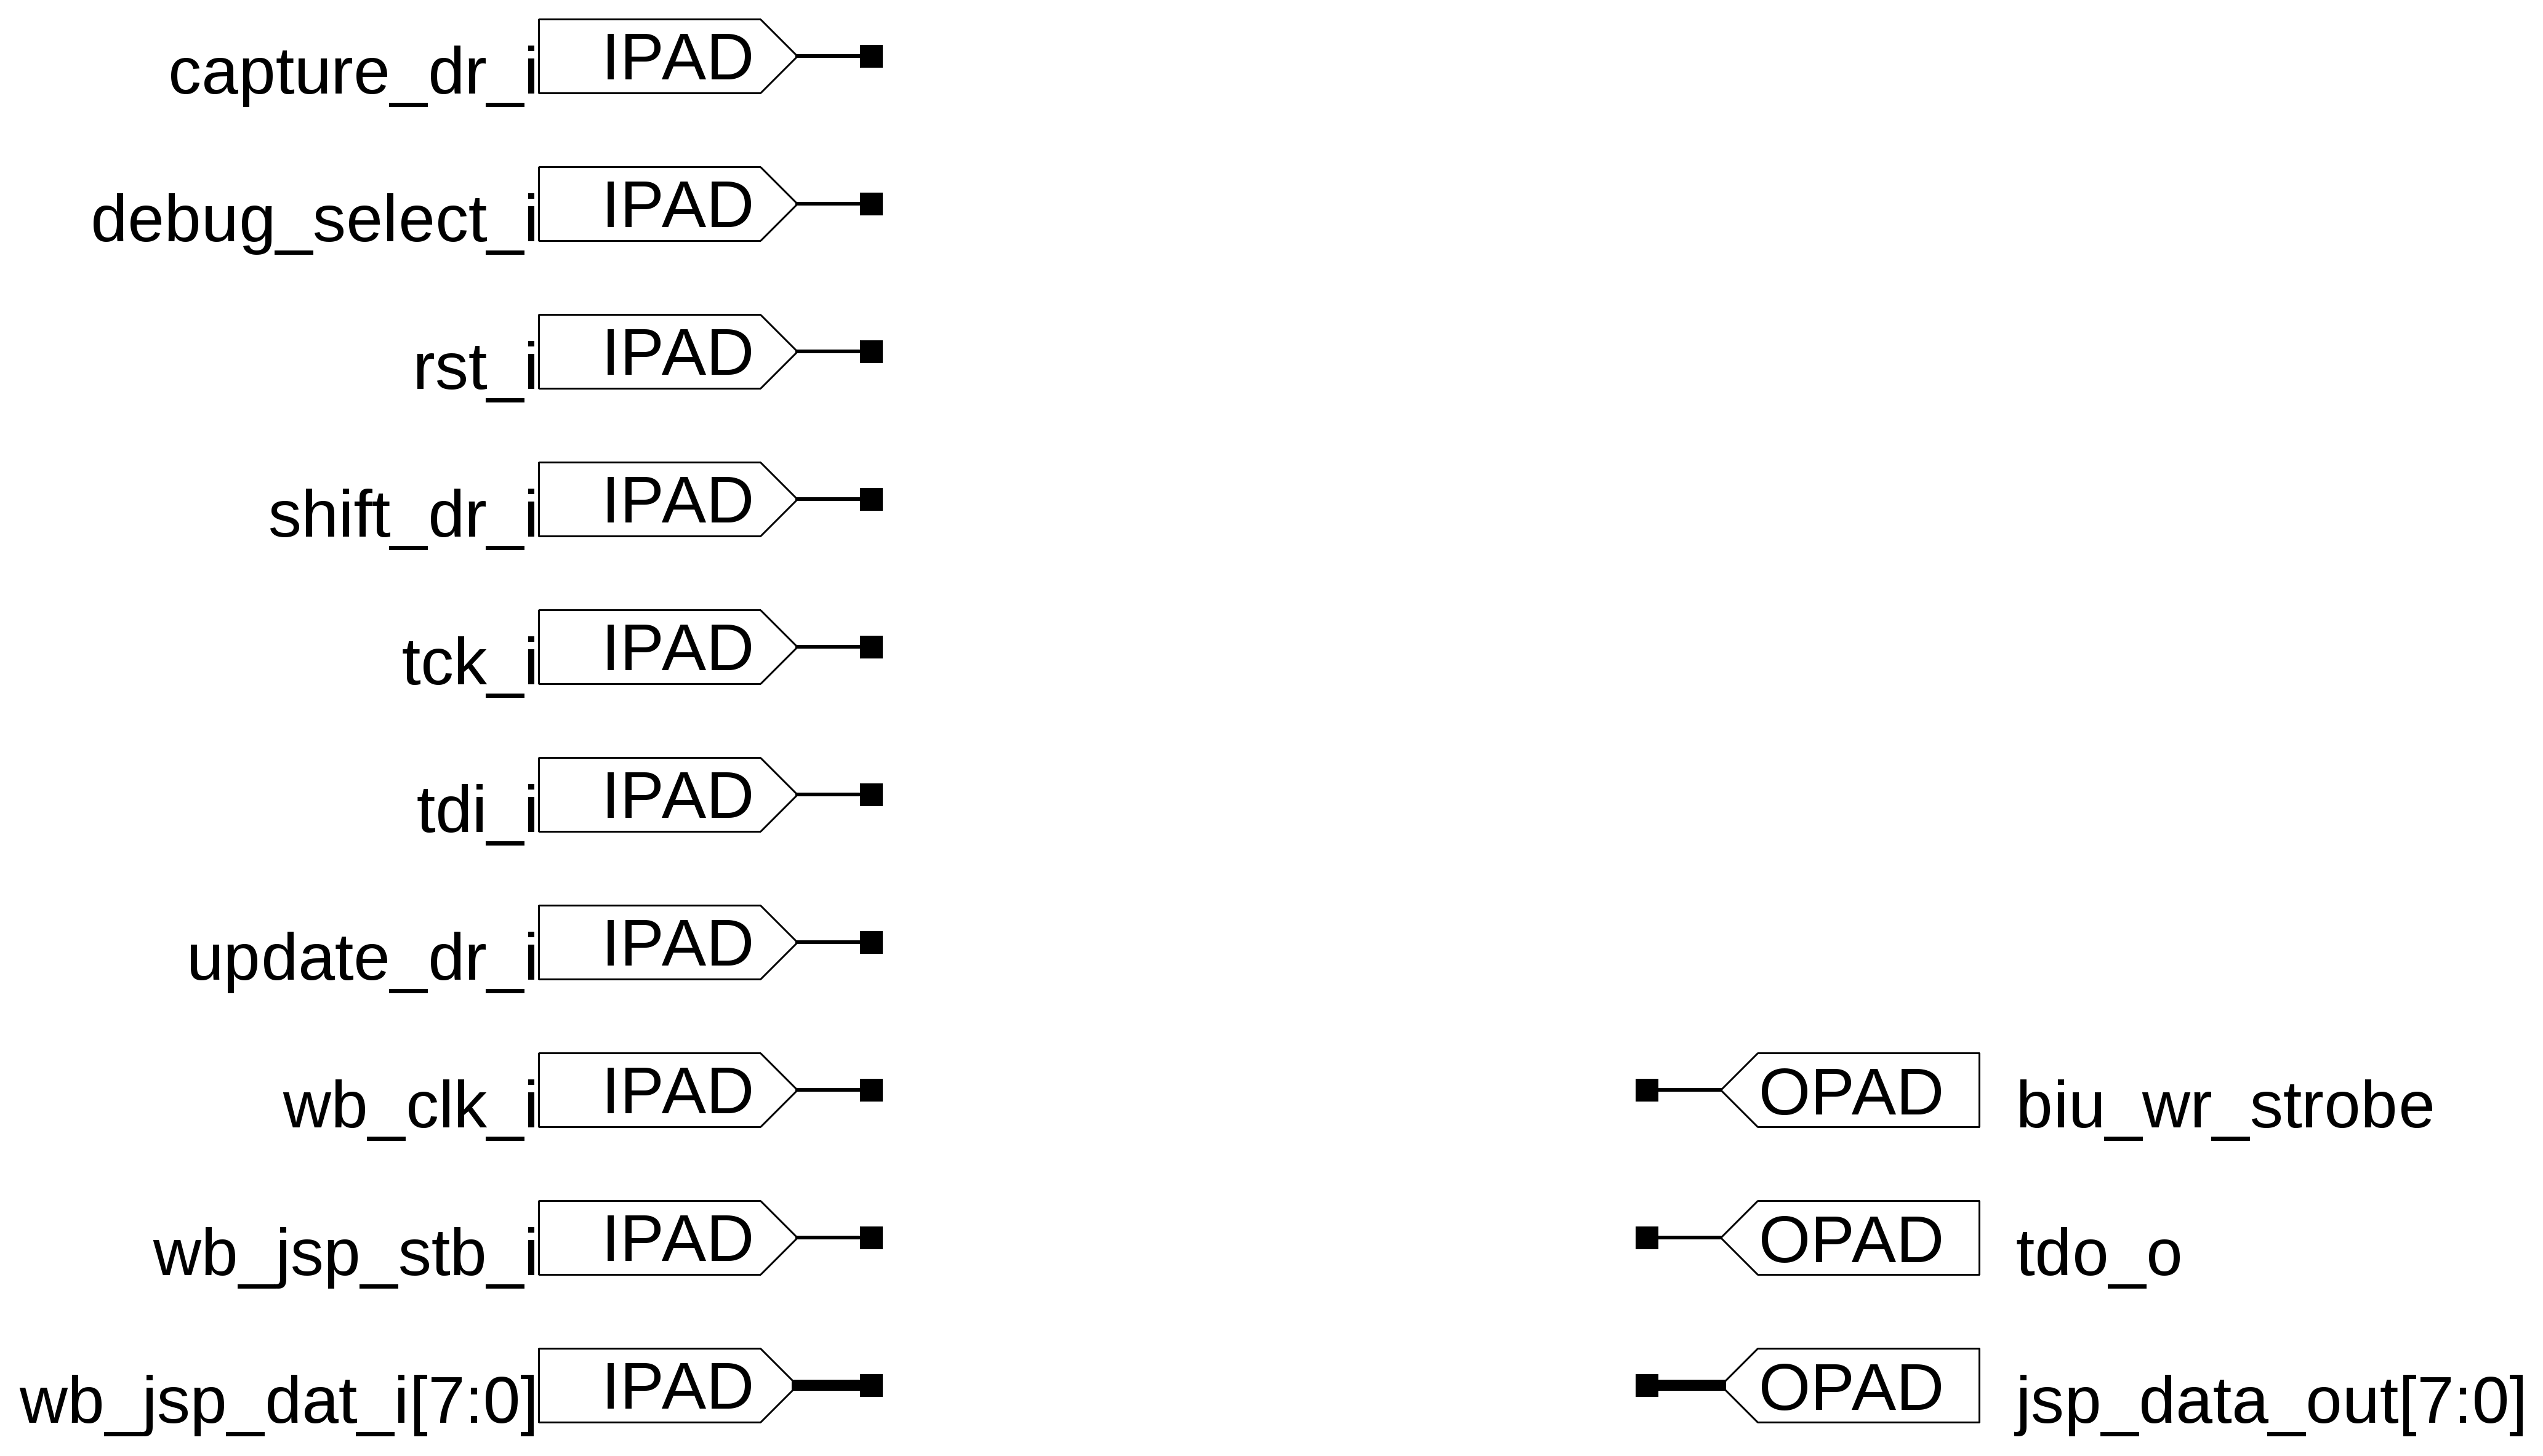 capture_dr_i IPAD
debug_select_i IPAD
rst_i IPAD
shift_dr_i IPAD
tck_i IPAD
tdi_i IPAD
update_dr_i IPAD
wb_clk_i IPAD OPAD biu_wr_strobe
wb_jsp_stb_i IPAD OPAD tdo_o
wb_jsp_dat_i[7:0] IPAD OPAD jsp_data_out[7:0]